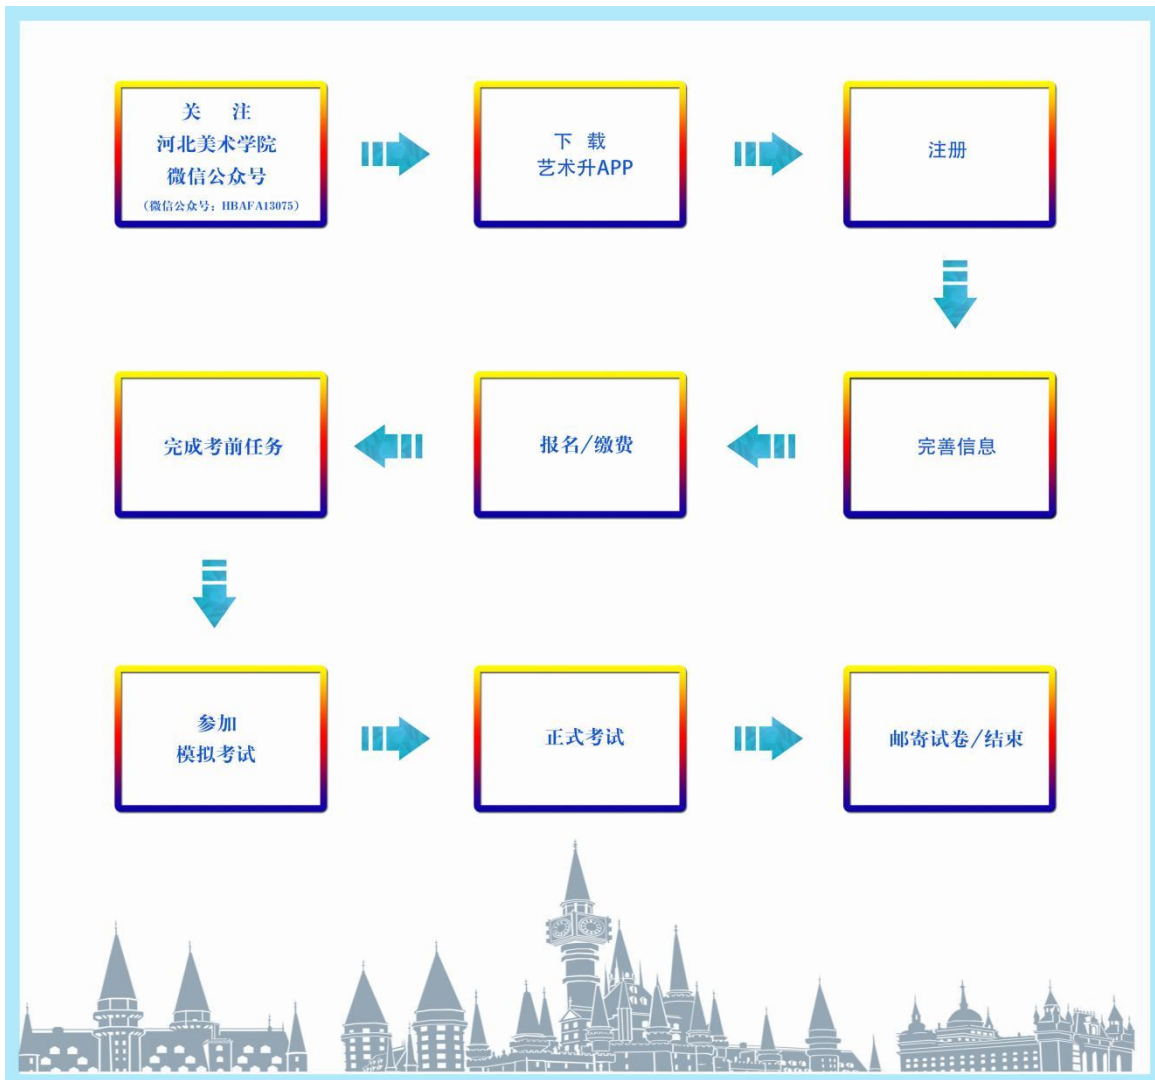 关 注
河北美术学院
微信公众号
(微信公众号：HBAFA13075)
下 载
艺术升APP
注册
完善信息
报名/缴费
完成考前任务
参加
模拟考试
正式考试
邮寄试卷/结束